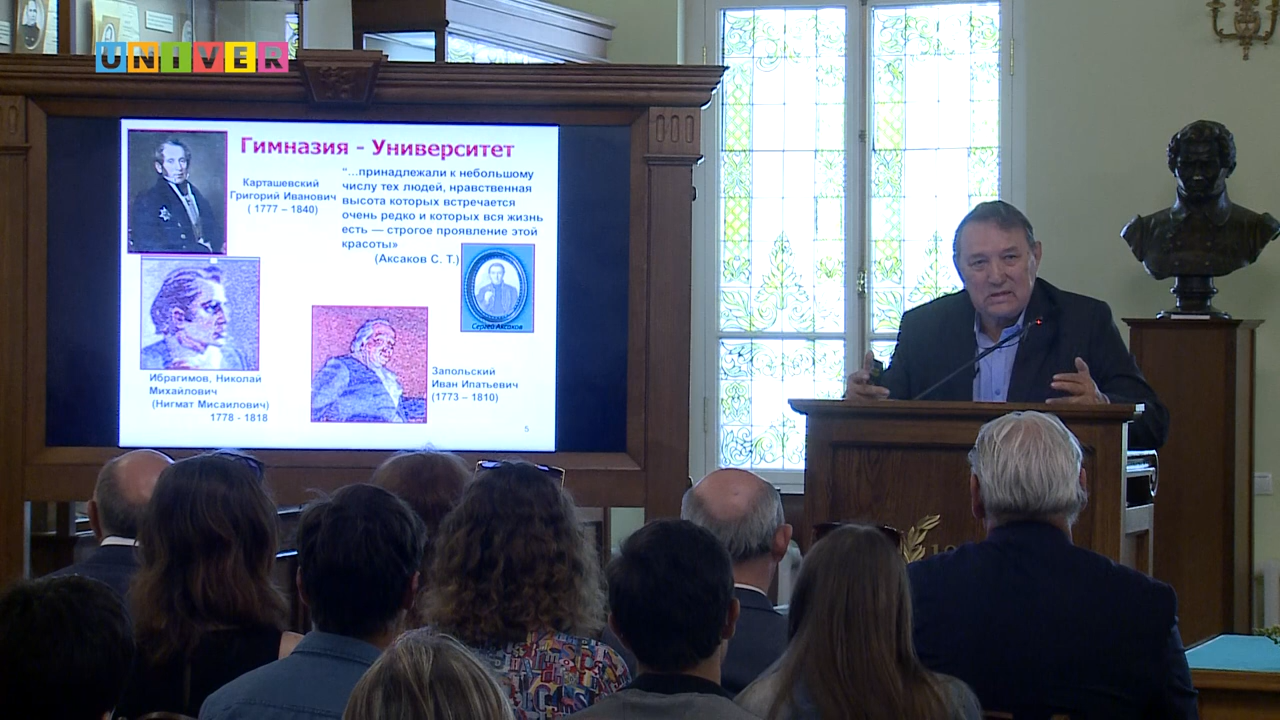 UNIVER
Гимназия - Университет
Карташевский
Григорий Иванович
( 1777 – 1840)
"...принадлежали к небольшому
числу тех людей, нравственная
высота которых встречается
очень редко и которых вся жизнь
есть — строгое проявление этой
красоты»
(Аксаков С. Т.)
Сергей Аксаков
Ибрагимов, Николай
Михайлович
(Нигмат Мисаилович)
1778 - 1818
Запольский
Иван Ипатьевич
(1773 – 1810)
5